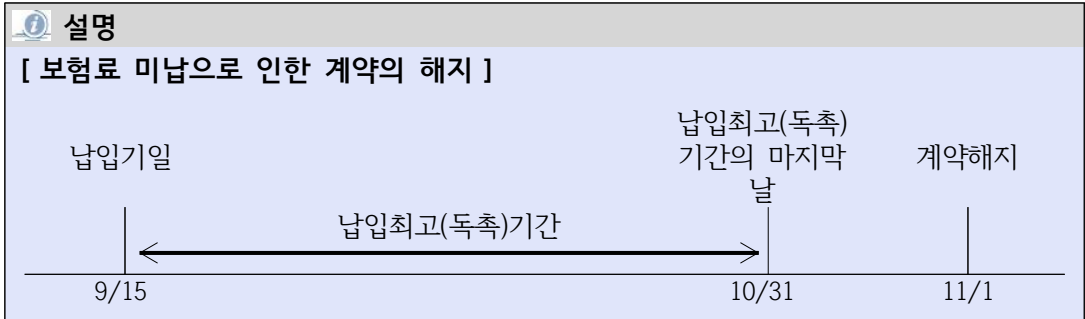 설명
[ 보험료 미납으로 인한 계약의 해지 ]
납입기일
납입최고(독촉)
기간의 마지막
날
계약해지
납입최고(독촉)기간
9/15
10/31
11/1